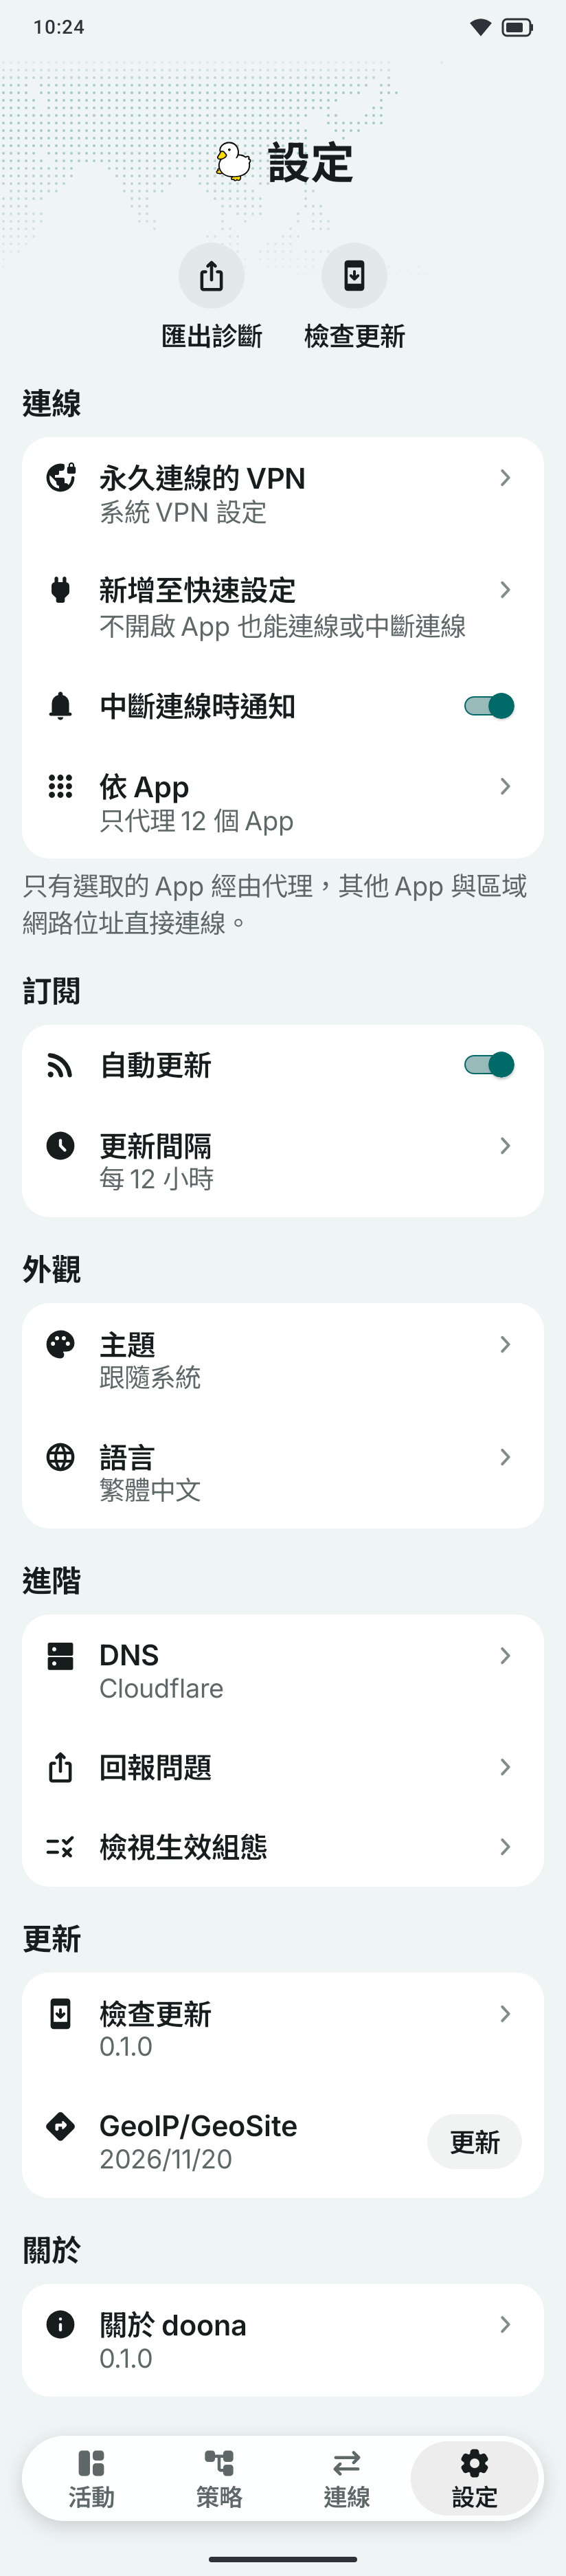 10:24
設定
匯出診斷
檢查更新
連線
永久連線的 VPN
系統 VPN 設定
新增至快速設定
不開啟 App 也能連線或中斷連線
中斷連線時通知
依 App
只代理 12 個 App
只有選取的 App 經由代理，其他 App 與區域
網路位址直接連線。
訂閱
自動更新
更新間隔
每 12 小時
外觀
主題
跟隨系統
語言
繁體中文
進階
DNS
Cloudflare
回報問題
檢視生效組態
更新
檢查更新
0.1.0
GeoIP/GeoSite
2026/11/20
更新
關於
關於 doona
0.1.0
活動
策略
連線
設定